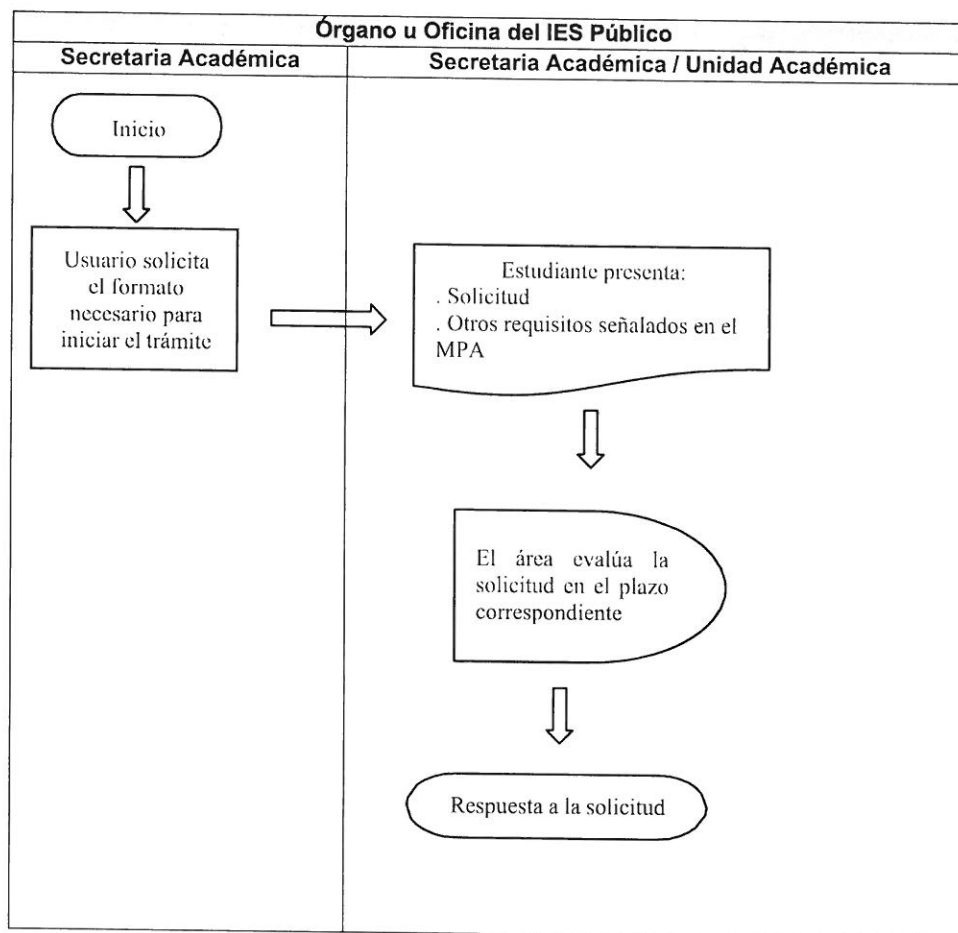 Órgano u Oficina del IES Público
Secretaria Académica
Secretaria Académica / Unidad Académica
Inicio
Usuario solicita
el formato
necesario para
iniciar el trámite
Estudiante presenta:
. Solicitud
. Otros requisitos señalados en el
MPA
El área evalúa la
solicitud en el plazo
correspondiente
Respuesta a la solicitud